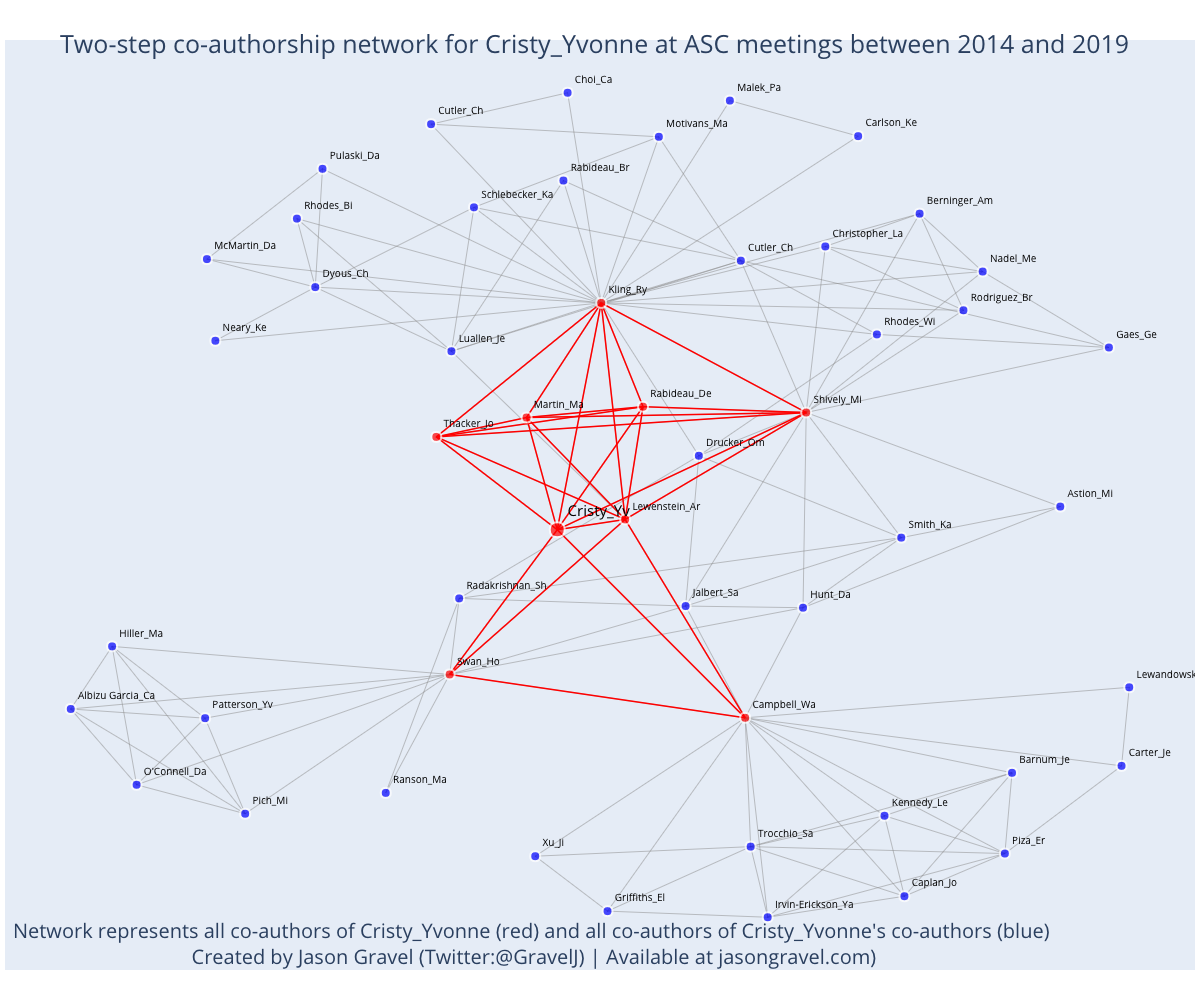 Two-step co-authorship network for Cristy_Yvonne at ASC meetings between 2014 and 2019
Choi_Ca
Malek_Pa
Cutler_Ch
Carlson_Ke
Motivans_Ma
Pulaski_Da
Rabideau_Br
Schlebecker_Ka
Berninger_Am
Rhodes_Bi
Christopher_La
McMartin_Da
Cutler_Ch
Nadel_Me
Dyous_Ch
Kling_Ry
Rodriguez_Br
Rhodes_Wi
Neary_Ke
Luallen_Je
Gaes_Ge
Rabideau_De
Shively_Mi
Martin_Ma
Thacker_Jo
Drucker_Om
Astion_Mi
Cristy_Yv
Lewenstein_Ar
Smith_Ka
Radakrishnan_Sh
Jalbert_Sa
Hunt_Da
Hiller_Ma
Swan_Ho
Lewandowsk
Albizu Garcia_Ca
Patterson_Yv
Campbell_Wa
Carter_Je
Barnum_Je
O'Connell_Da
Ranson_Ma
Pich_Mi
Kennedy_Le
Trocchio_Sa
Piza_Er
Xu_Ji
Caplan_Jo
Griffiths_El
Irvin-Erickson_Ya
Network represents all co-authors of Cristy_Yvonne (red) and all co-authors of Cristy_Yvonne's co-authors (blue)
Created by Jason Gravel (Twitter:@GravelJ) | Available at jasongravel.com)